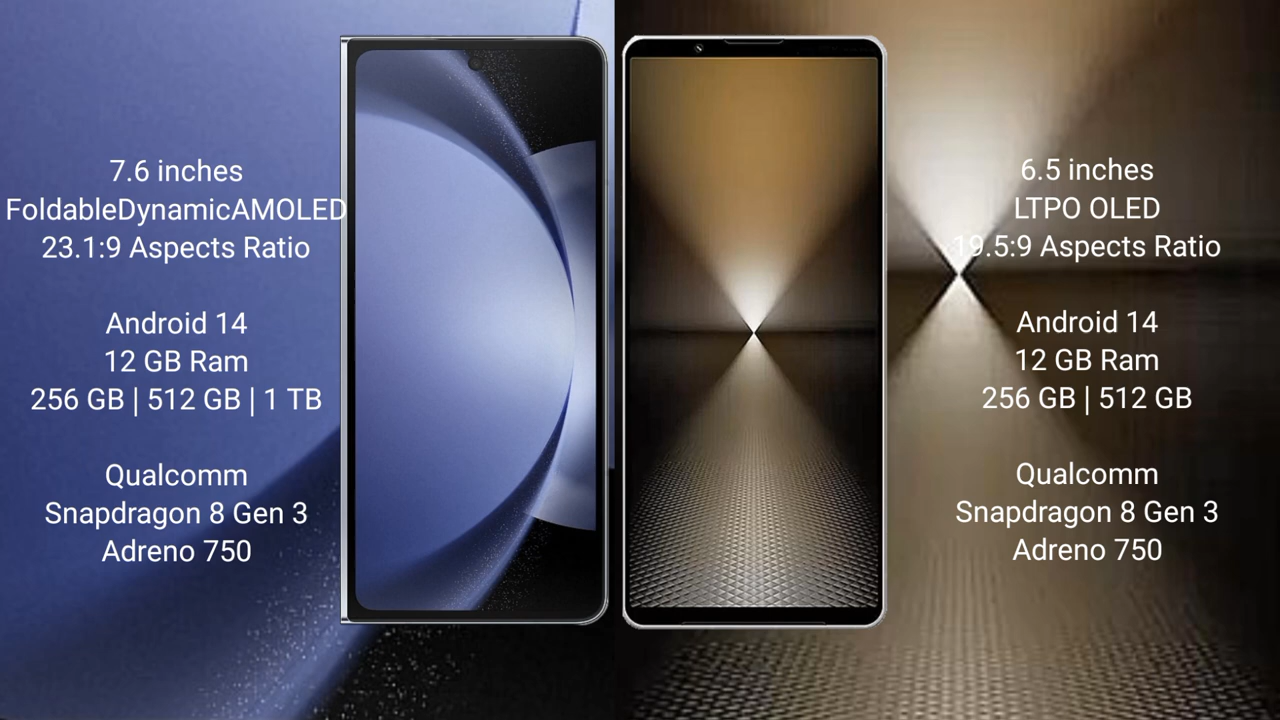 7.6 inches
FoldableDynamicAMOLED
23.1:9 Aspects Ratio
Android 14
12 GB Ram
256 GB | 512 GB | 1 TB
Qualcomm
Snapdragon 8 Gen 3
Adreno 750
6.5 inches
LTPO OLED
19.5:9 Aspects Ratio
Android 14
12 GB Ram
256 GB | 512 GB
Qualcomm
Snapdragon 8 Gen 3
Adreno 750